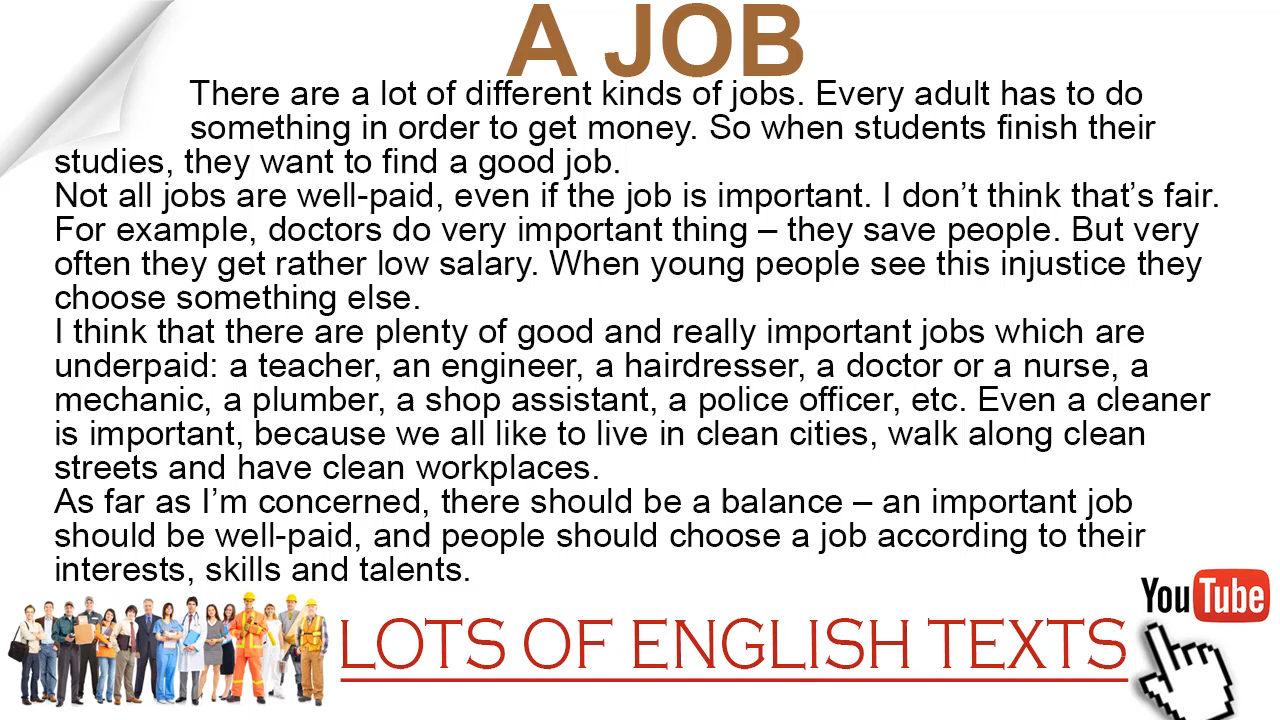 A JOB
There are a lot of different kinds of jobs. Every adult has to do
something in order to get money. So when students finish their
studies, they want to find a good job.
Not all jobs are well-paid, even if the job is important. I don’t think that’s fair.
For example, doctors do very important thing – they save people. But very
often they get rather low salary. When young people see this injustice they
choose something else.
I think that there are plenty of good and really important jobs which are
underpaid: a teacher, an engineer, a hairdresser, a doctor or a nurse, a
mechanic, a plumber, a shop assistant, a police officer, etc. Even a cleaner
is important, because we all like to live in clean cities, walk along clean
streets and have clean workplaces.
As far as I’m concerned, there should be a balance – an important job
should be well-paid, and people should choose a job according to their
interests, skills and talents.
YouTube
LOTS OF ENGLISH TEXTS